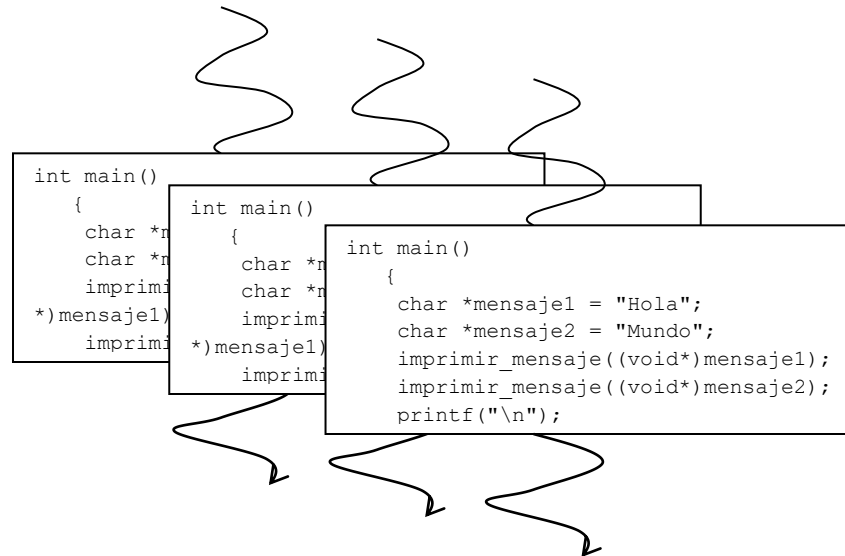 int main()
{
char *m
char *m
imprimi
*)mensaje1)
imprimi
int main()
{
char *m
char *m
imprimi
*)mensaje1)
imprimi
int main()
{
char *mensaje1 = "Hola";
char *mensaje2 = "Mundo";
imprimir_mensaje((void*)mensaje1);
imprimir_mensaje((void*)mensaje2);
printf("\n");